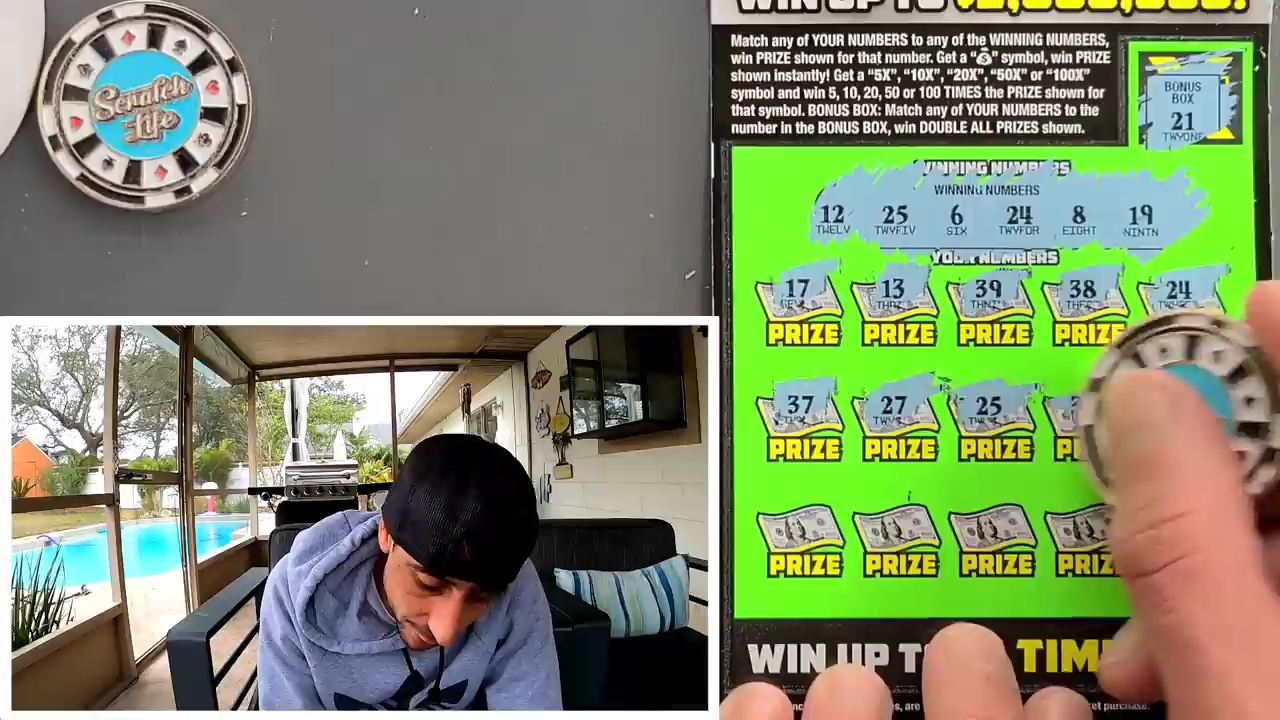 Scratch
Life
WIN UP TO
Match any of YOUR NUMBERS to any of the WINNING NUMBERS,
win PRIZE shown for that number. Get a "💰" symbol, win PRIZE
shown instantly! Get a "5X", "10X", "20X", "50X" or "100X"
symbol and win 5, 10, 20, 50 or 100 TIMES the PRIZE shown for
that symbol. BONUS BOX: Match any of YOUR NUMBERS to the
number in the BONUS BOX, win DOUBLE ALL PRIZES shown.
BONUS
BOX
21
TWYONE
WINNING NUMBERS
WINNING NUMBERS
12 25 6 24 8 19
TWELV TWYFIV SIX TWYFOR EIGHT NINTN
YOUR NUMBERS
17 13 39 38 24
PRIZE PRIZE PRIZE PRIZE
37 27 25
PRIZE PRIZE PRIZE
PRIZE PRIZE PRIZE PRIZE
WIN UP